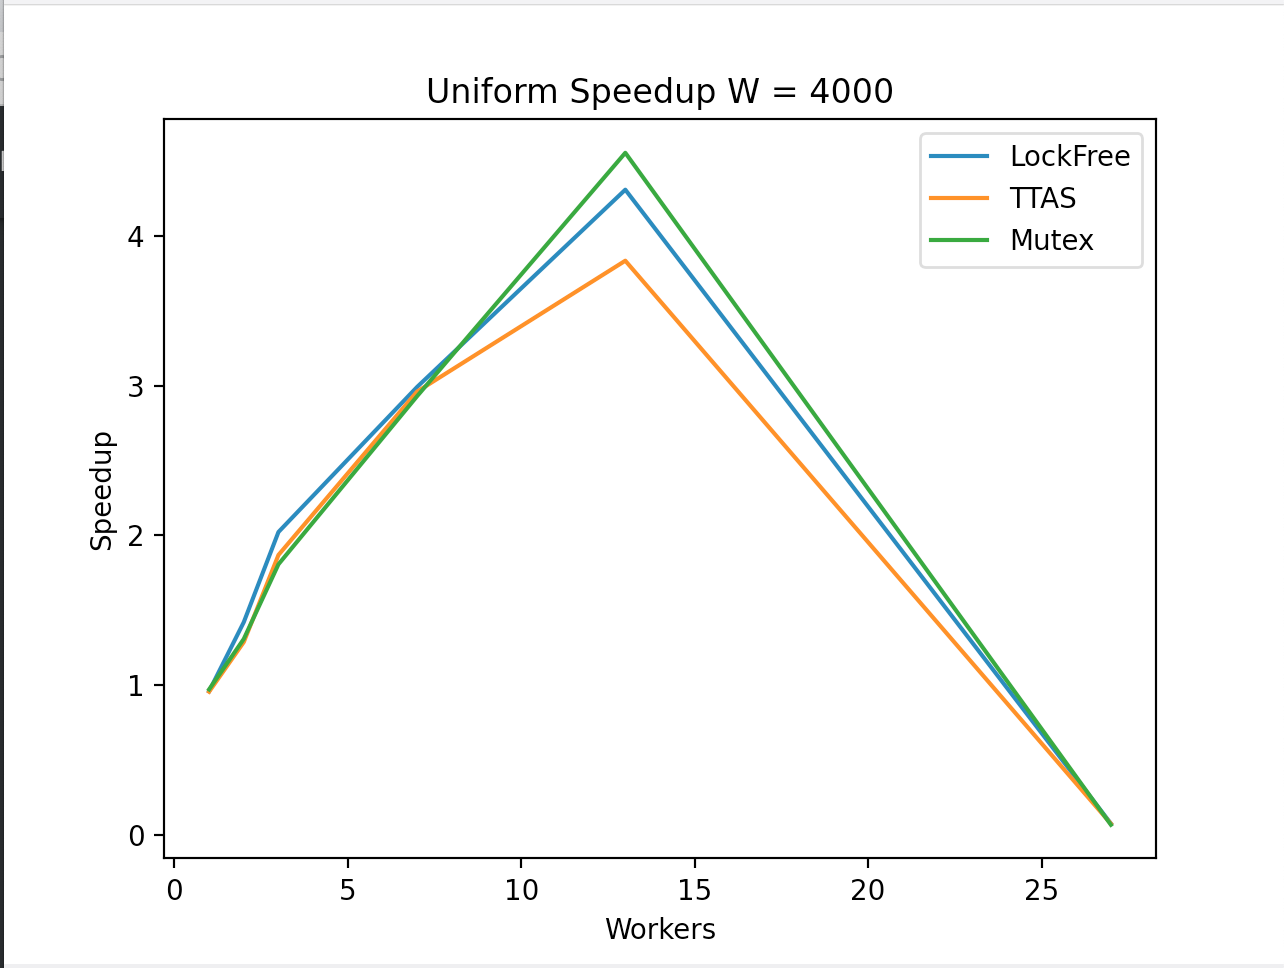 Uniform Speedup W = 4000
LockFree
TTAS
Mutex
4
3
2
1
0
Speedup
0 5 10 15 20 25
Workers